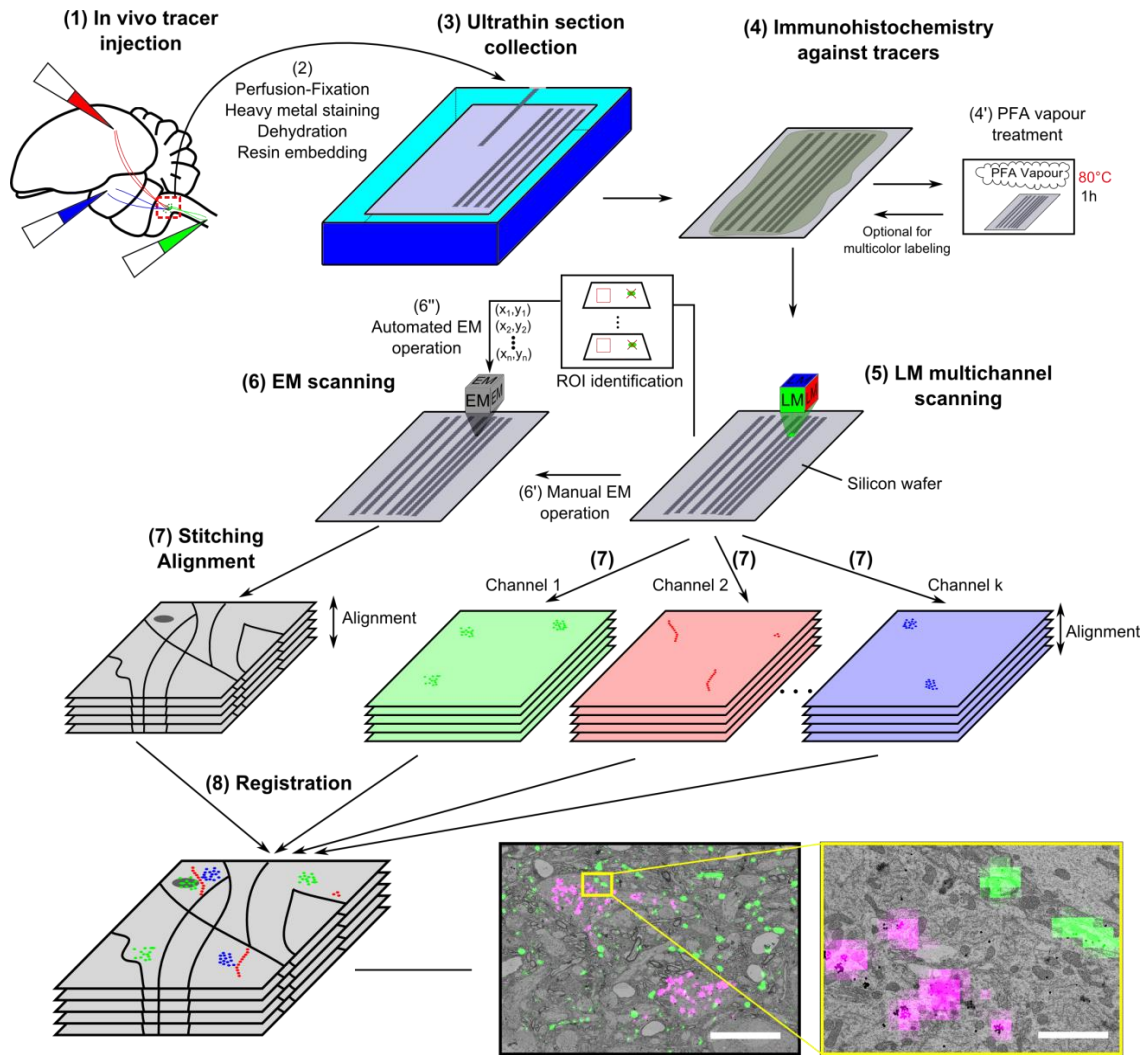 (1) In vivo tracer
injection
(2)
Perfusion-Fixation
Heavy metal staining
Dehydration
Resin embedding
(3) Ultrathin section
collection
(4) Immunohistochemistry
against tracers
(4') PFA vapour
treatment
PFA Vapour
80°C
1h
Optional for
multicolor labeling
(6'')
Automated EM
operation
(x₁,y₁)
(x₂,y₂)
(xₙ,yₙ)
ROI identification
(6) EM scanning
EM
EM
EM
(5) LM multichannel
scanning
LM
LM
LM
Silicon wafer
(6') Manual EM
operation
(7) Stitching
Alignment
(7)
(7)
(7)
Channel 1
Channel 2
Channel k
Alignment
Alignment
(8) Registration